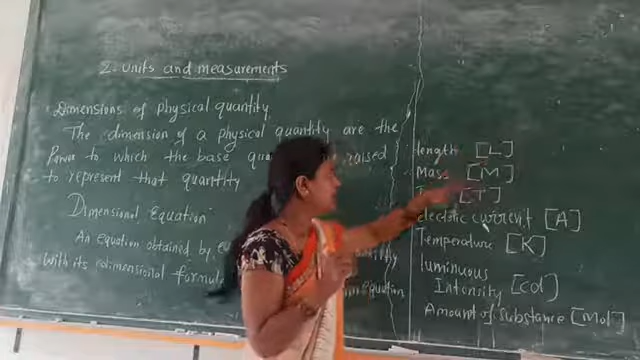 2. units and measurements
Dimensions of physical quantity
The dimension of a physical quantity are the
Power to which the base raised
to represent that quantity
Dimensional Equation
An equation obtained by
with its dimensional
Equation
length [L]
Mass [M]
[T]
electric current [A]
Temperature [K]
luminous
Intensity [cd]
Amount of substance [Mol]